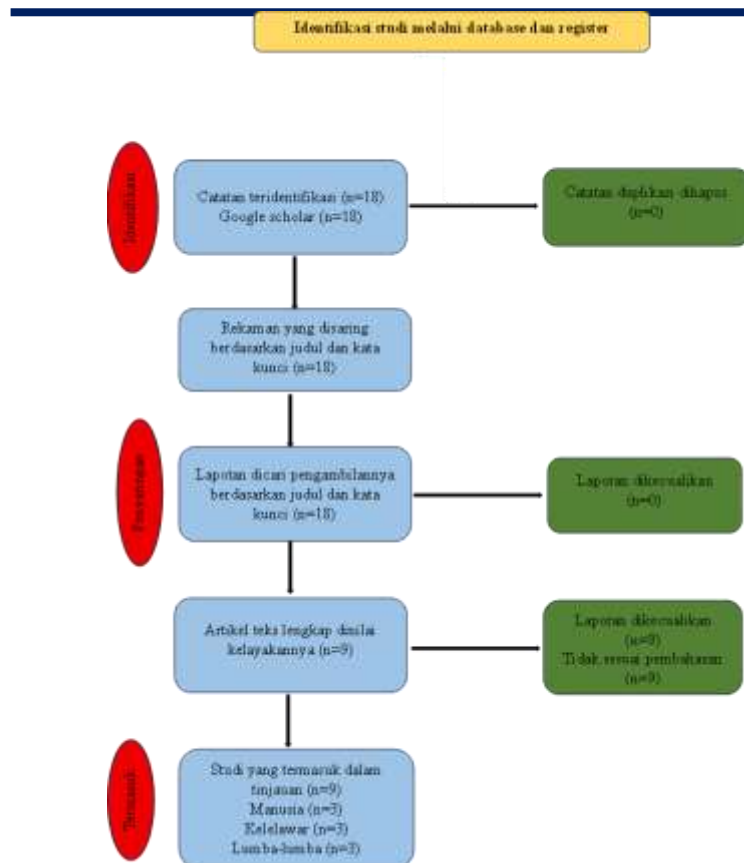 Identifikasi studi melalui database dan register
Identifikasi
Catatan teridentifikasi (n=18)
Google scholar (n=18)
Catatan duplikan dihapus
(n=0)
Rekaman yang disaring
berdasarkan judul dan kata
kunci (n=18)
Penyaringan
Laporan dicari pengambilannya
berdasarkan judul dan kata
kunci (n=18)
Laporan dikecualikan
(n=0)
Artikel teks lengkap dinilai
kelayakannya (n=9)
Laporan dikecualikan
(n=9)
Tidak sesuai pembahasan
(n=9)
Termasuk
Studi yang termasuk dalam
tinjauan (n=9)
Manusia (n=3)
Kelelawar (n=3)
Lumba-lumba (n=3)